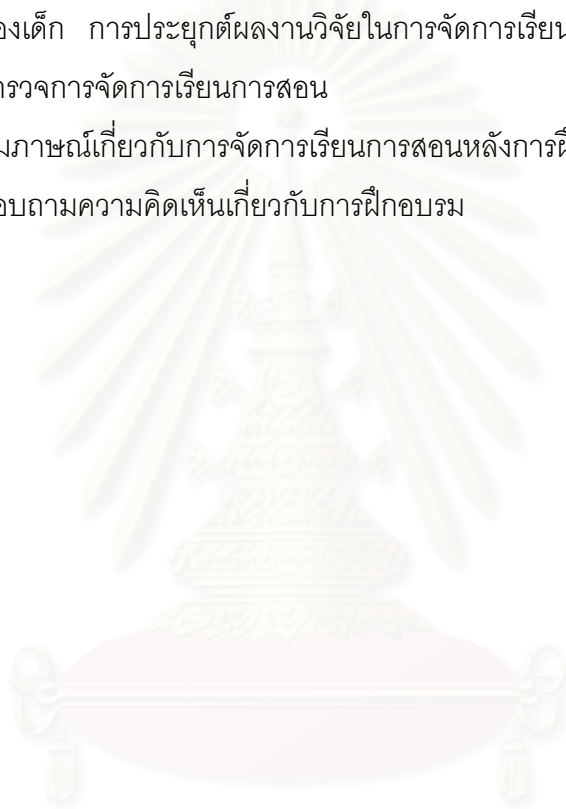 องเด็ก การประยุกต์ผลงานวิจัยในการจัดการเรียน
ารวจการจัดการเรียนการสอน
มภาษณ์เกี่ยวกับการจัดการเรียนการสอนหลังการฝึ
อบถามความคิดเห็นเกี่ยวกับการฝึกอบรม